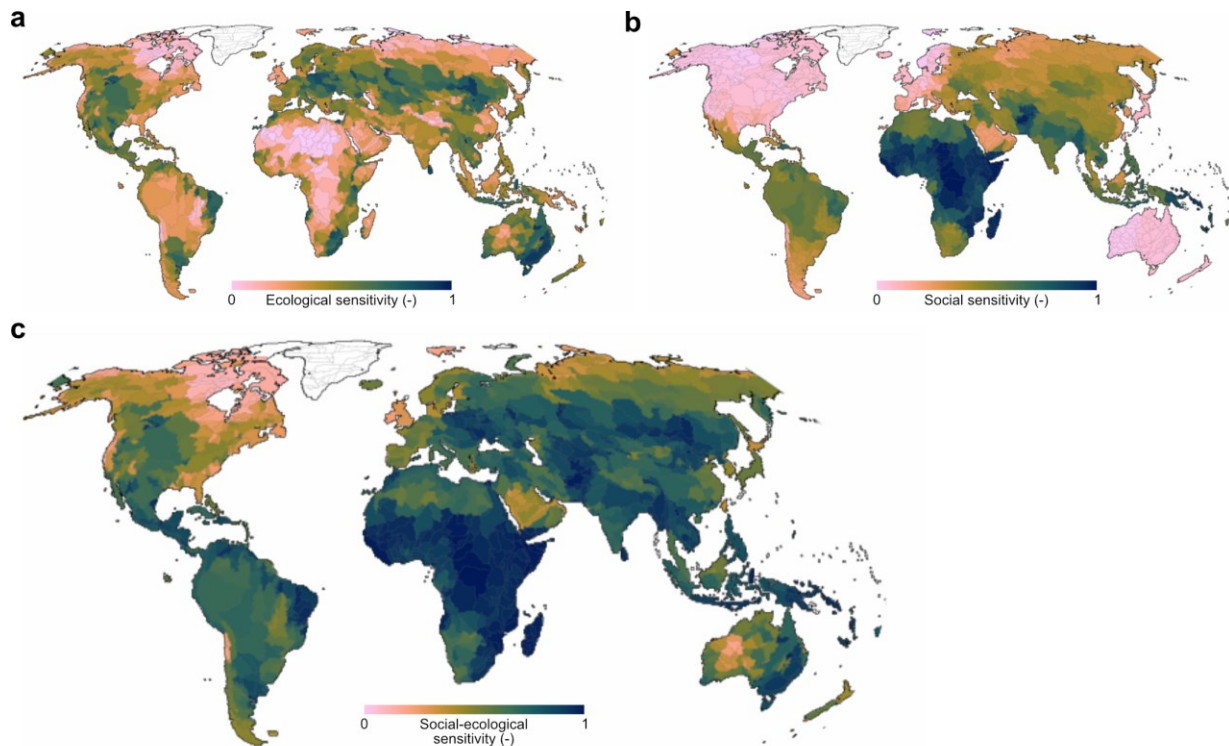 a
b
0 1
Ecological sensitivity (-)
0 1
Social sensitivity (-)
c
0 1
Social-ecological
sensitivity (-)